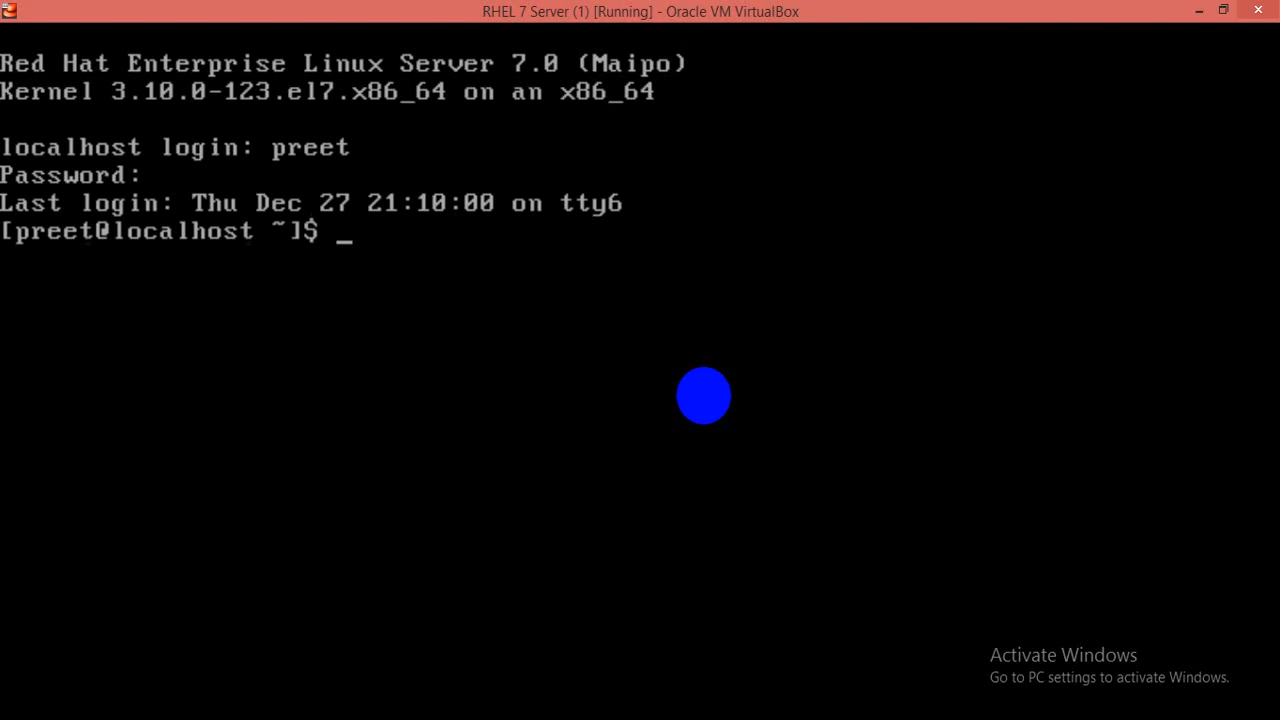 RHEL 7 Server (1) [Running] - Oracle VM VirtualBox
Red Hat Enterprise Linux Server 7.0 (Maipo)
Kernel 3.10.0-123.el7.x86_64 on an x86_64
localhost login: preet
Password:
Last login: Thu Dec 27 21:10:00 on tty6
[preet@localhost ~]$ _
Activate Windows
Go to PC settings to activate Windows.